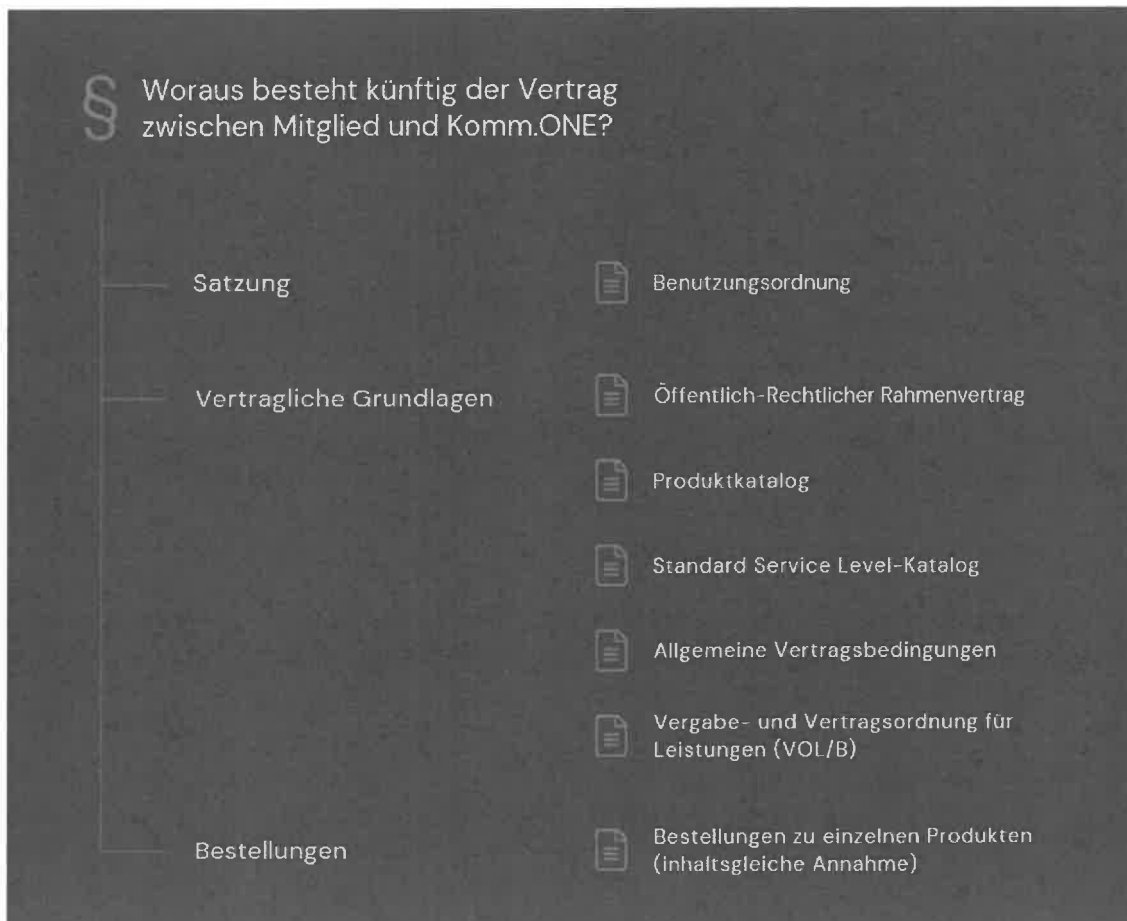 § Woraus besteht künftig der Vertrag
zwischen Mitglied und Komm.ONE?
Satzung
Benutzungsordnung
Vertragliche Grundlagen
Öffentlich-Rechtlicher Rahmenvertrag
Produktkatalog
Standard Service Level-Katalog
Allgemeine Vertragsbedingungen
Vergabe- und Vertragsordnung für
Leistungen (VOL/B)
Bestellungen
Bestellungen zu einzelnen Produkten
(inhaltsgleiche Annahme)